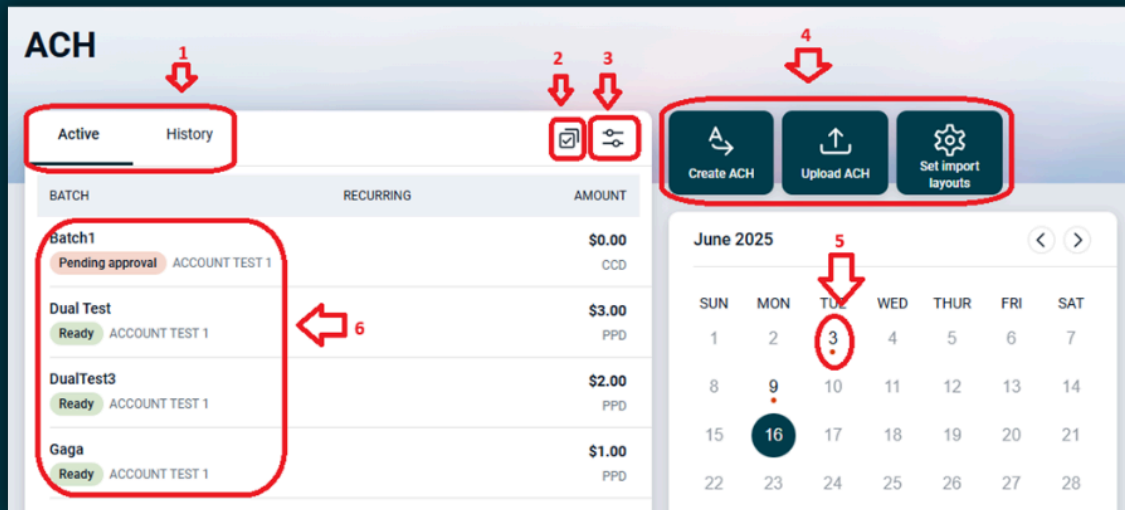 ACH
1
2
3
4
Active History
Create ACH Upload ACH Set import
layouts
BATCH RECURRING AMOUNT
Batch1 $0.00
Pending approval ACCOUNT TEST 1 CCD
Dual Test $3.00
Ready ACCOUNT TEST 1 PPD
6
DualTest3 $2.00
Ready ACCOUNT TEST 1 PPD
Gaga $1.00
Ready ACCOUNT TEST 1 PPD
June 2025
5
SUN MON TUE WED THUR FRI SAT
1 2 3 4 5 6 7
8 9 10 11 12 13 14
15 16 17 18 19 20 21
22 23 24 25 26 27 28